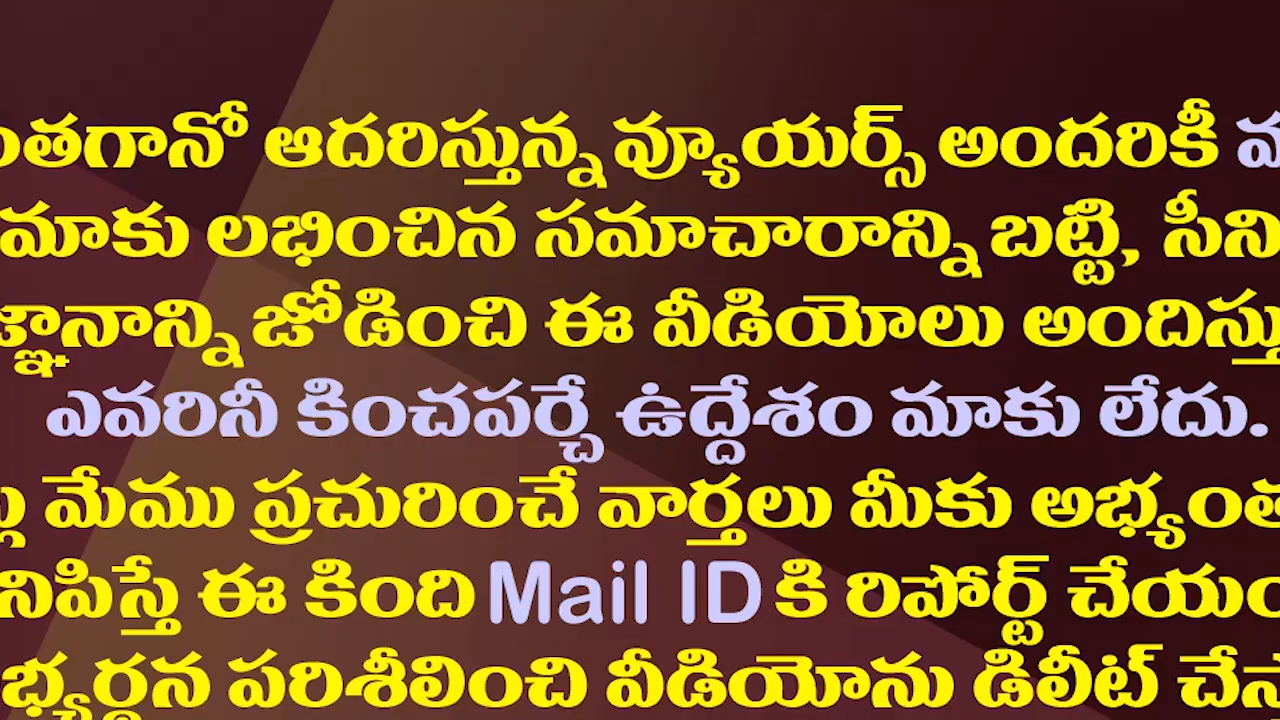 ంతగానో ఆదరిస్తున్న వ్యూయర్స్ అందరికీ
మాకు లభించిన సమాచారాన్ని బట్టి, సీని
జ్ఞానాన్ని జోడించి ఈ వీడియోలు అందిస్తు
ఎవరినీ కించపర్చే ఉద్దేశం మాకు లేదు.
మేము ప్రచురించే వార్తలు మీకు అభ్యంత
నిపిస్తే ఈ కింది Mail ID కి రిపోర్ట్ చేయం
భ్యర్థన పరిశీలించి వీడియోను డిలీట్ చేస